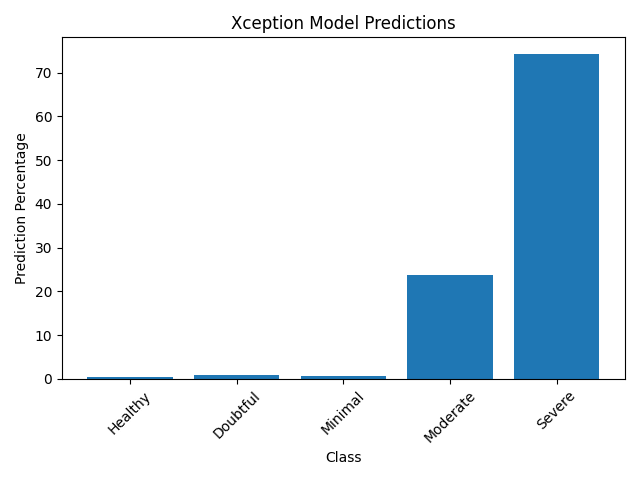 Xception Model Predictions
Prediction Percentage
70
60
50
40
30
20
10
0
Healthy
Doubtful
Minimal
Moderate
Severe
Class